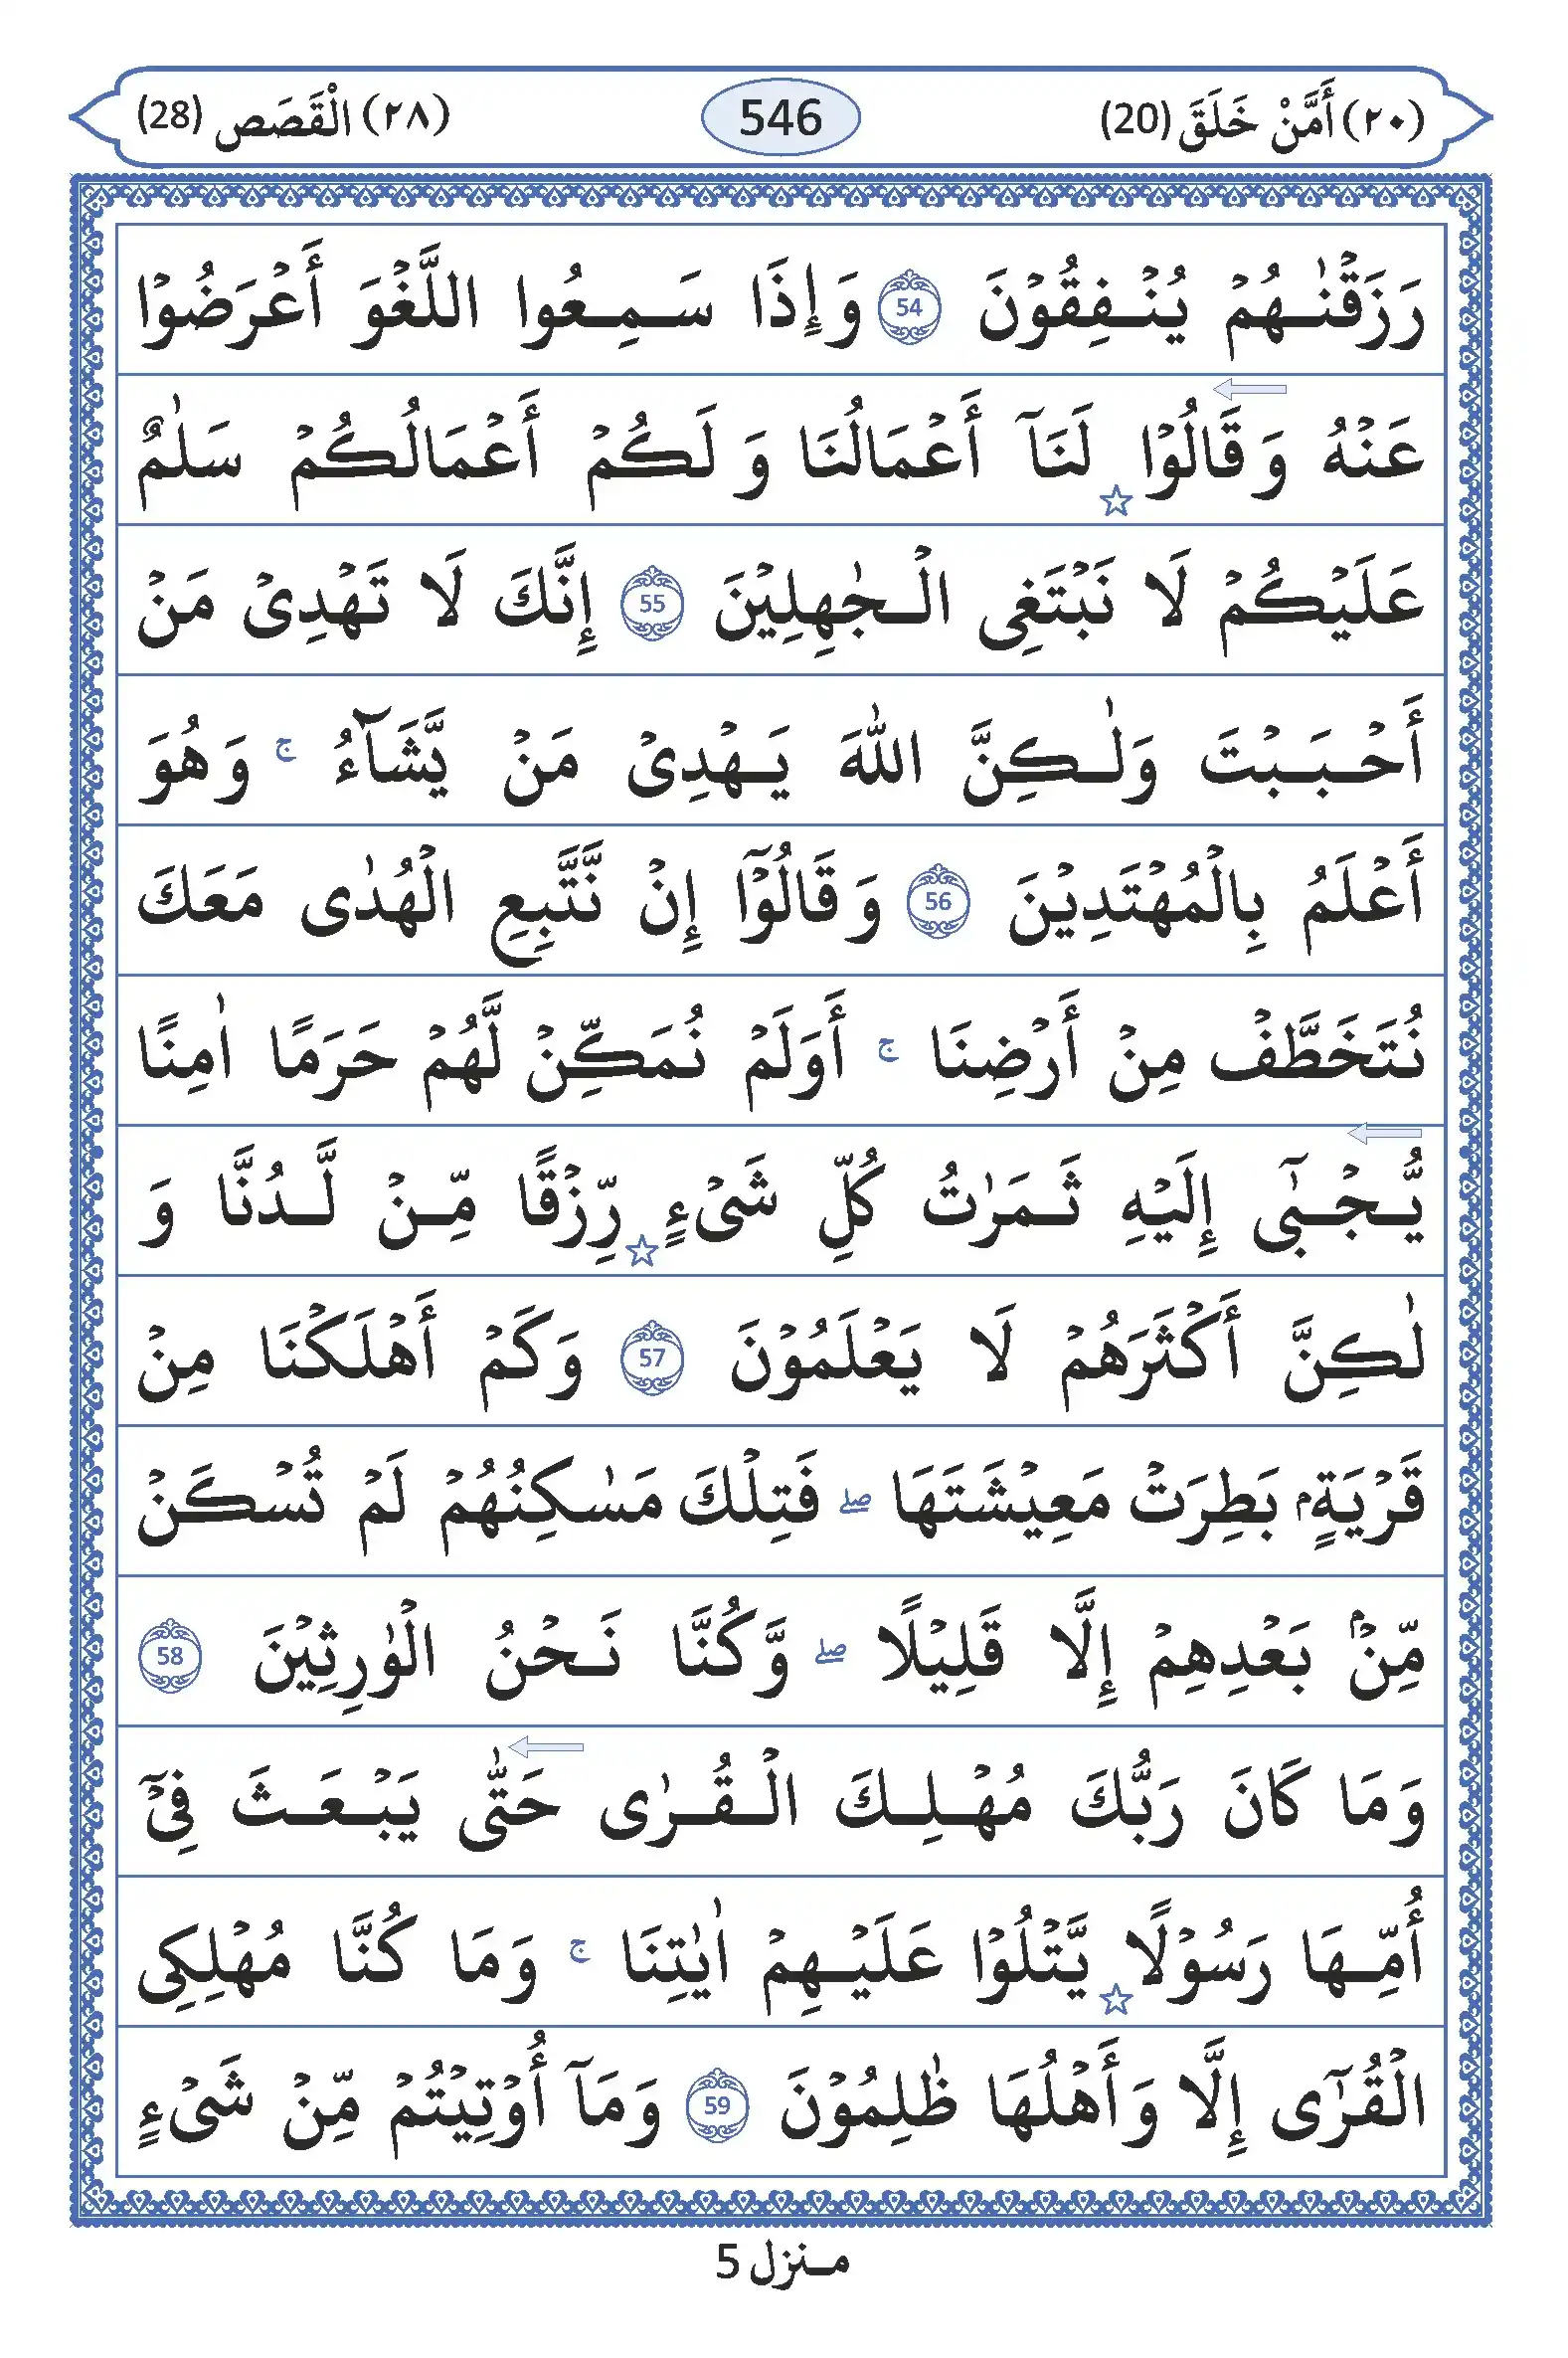 (٢٠) أَمَّنْ خَلَقَ (20) 546 (٢٨) الْقَصَص (28)
رَزَقْنٰهُمْ يُنْفِقُوْنَ 54 وَإِذَا سَمِعُوا اللَّغْوَ أَعْرَضُوْا
عَنْهُ وَقَالُوْا ☆ لَنَآ أَعْمَالُنَا وَلَكُمْ أَعْمَالُكُمْ سَلٰمٌ
عَلَيْكُمْ لَا نَبْتَغِى الْجٰهِلِيْنَ 55 إِنَّكَ لَا تَهْدِىْ مَنْ
أَحْبَبْتَ وَلٰكِنَّ اللّٰهَ يَهْدِىْ مَنْ يَّشَآءُ ۚ وَهُوَ
أَعْلَمُ بِالْمُهْتَدِيْنَ 56 وَقَالُوْٓا إِنْ نَّتَّبِعِ الْهُدٰى مَعَكَ
نُتَخَطَّفْ مِنْ أَرْضِنَا ۚ أَوَلَمْ نُمَكِّنْ لَّهُمْ حَرَمًا اٰمِنًا
يُّجْبٰٓى إِلَيْهِ ثَمَرٰتُ كُلِّ شَىْءٍ ☆ رِّزْقًا مِّنْ لَّدُنَّا وَ
لٰكِنَّ أَكْثَرَهُمْ لَا يَعْلَمُوْنَ 57 وَكَمْ أَهْلَكْنَا مِنْ
قَرْيَةٍۢ بَطِرَتْ مَعِيْشَتَهَا ۖ فَتِلْكَ مَسٰكِنُهُمْ لَمْ تُسْكَنْ
مِّنْۢ بَعْدِهِمْ إِلَّا قَلِيْلًا ۖ وَّكُنَّا نَحْنُ الْوٰرِثِيْنَ 58
وَمَا كَانَ رَبُّكَ مُهْلِكَ الْقُرٰى حَتّٰى يَبْعَثَ فِىْٓ
أُمِّهَا رَسُوْلًا ☆ يَّتْلُوْا عَلَيْهِمْ اٰيٰتِنَا ۚ وَمَا كُنَّا مُهْلِكِى
الْقُرٰٓى إِلَّا وَأَهْلُهَا ظٰلِمُوْنَ 59 وَمَآ أُوْتِيْتُمْ مِّنْ شَىْءٍ
مـنزل 5